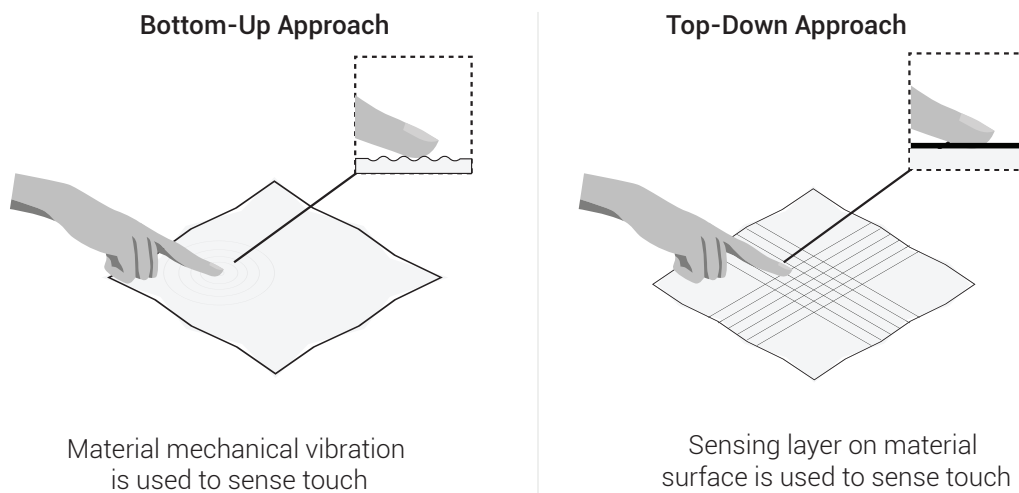 Bottom-Up Approach
Material mechanical vibration
is used to sense touch
Top-Down Approach
Sensing layer on material
surface is used to sense touch